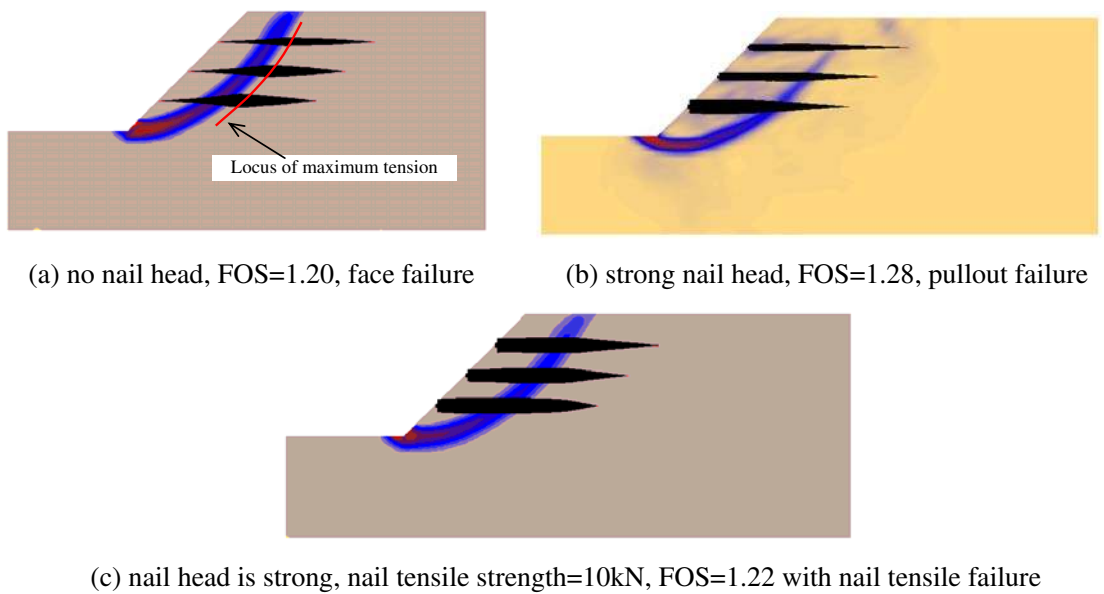 Locus of maximum tension
(a) no nail head, FOS=1.20, face failure
(b) strong nail head, FOS=1.28, pullout failure
(c) nail head is strong, nail tensile strength=10kN, FOS=1.22 with nail tensile failure